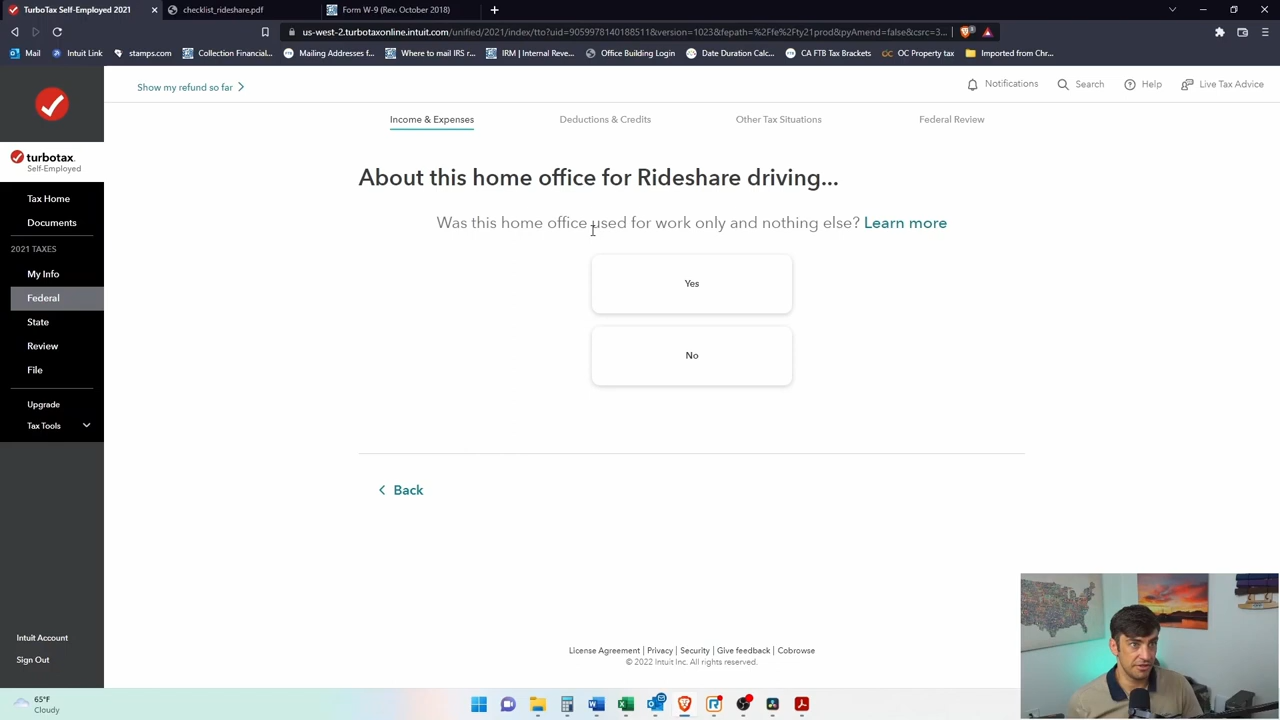 TurboTax Self-Employed 2021
checklist_rideshare.pdf
Form W-9 (Rev. October 2018)
us-west-2.turbotaxonline.intuit.com/unified/2021/index/tto?uid=9059978140188511&version=1023&fepath=%2Ffe%2Fty21prod&pyAmend=false&csrc=3...
Mail
Intuit Link
stamps.com
Collection Financial...
Mailing Addresses f...
Where to mail IRS r...
IRM | Internal Reve...
Office Building Login
Date Duration Calc...
CA FTB Tax Brackets
OC Property tax
Imported from Chr...
Show my refund so far
Notifications
Search
Help
Live Tax Advice
turbotax.
Self-Employed
Tax Home
Documents
2021 TAXES
My Info
Federal
State
Review
File
Upgrade
Tax Tools
Intuit Account
Sign Out
Income & Expenses
Deductions & Credits
Other Tax Situations
Federal Review
About this home office for Rideshare driving...
Was this home office used for work only and nothing else? Learn more
Yes
No
Back
License Agreement | Privacy | Security | Give feedback | Cobrowse
© 2022 Intuit Inc. All rights reserved.
65°F
Cloudy